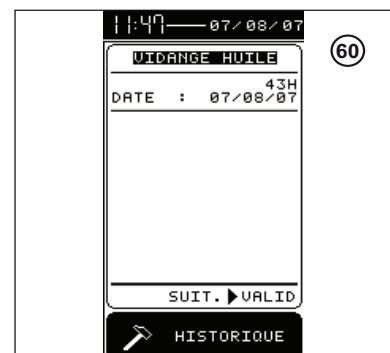 11:47 07/08/07
60
VIDANGE HUILE
43H
DATE : 07/08/07
SUIT. ▶VALID
HISTORIQUE